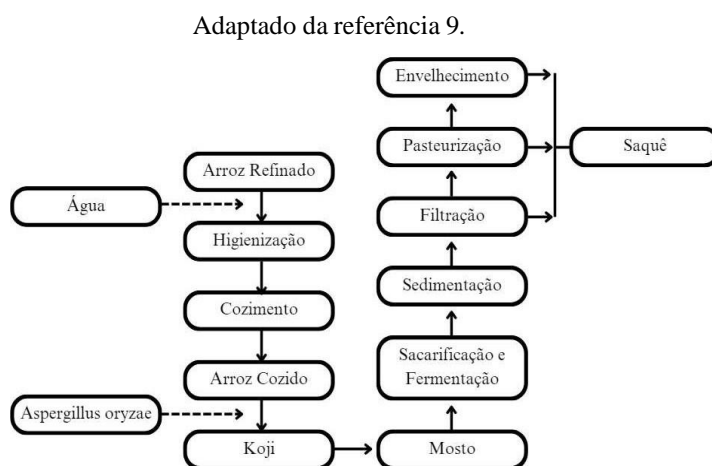 Adaptado da referência 9.
Arroz Refinado
Água
Higienização
Cozimento
Arroz Cozido
Aspergillus oryzae
Koji
Mosto
Sacarificação e
Fermentação
Sedimentação
Filtração
Pasteurização
Envelhecimento
Saquê